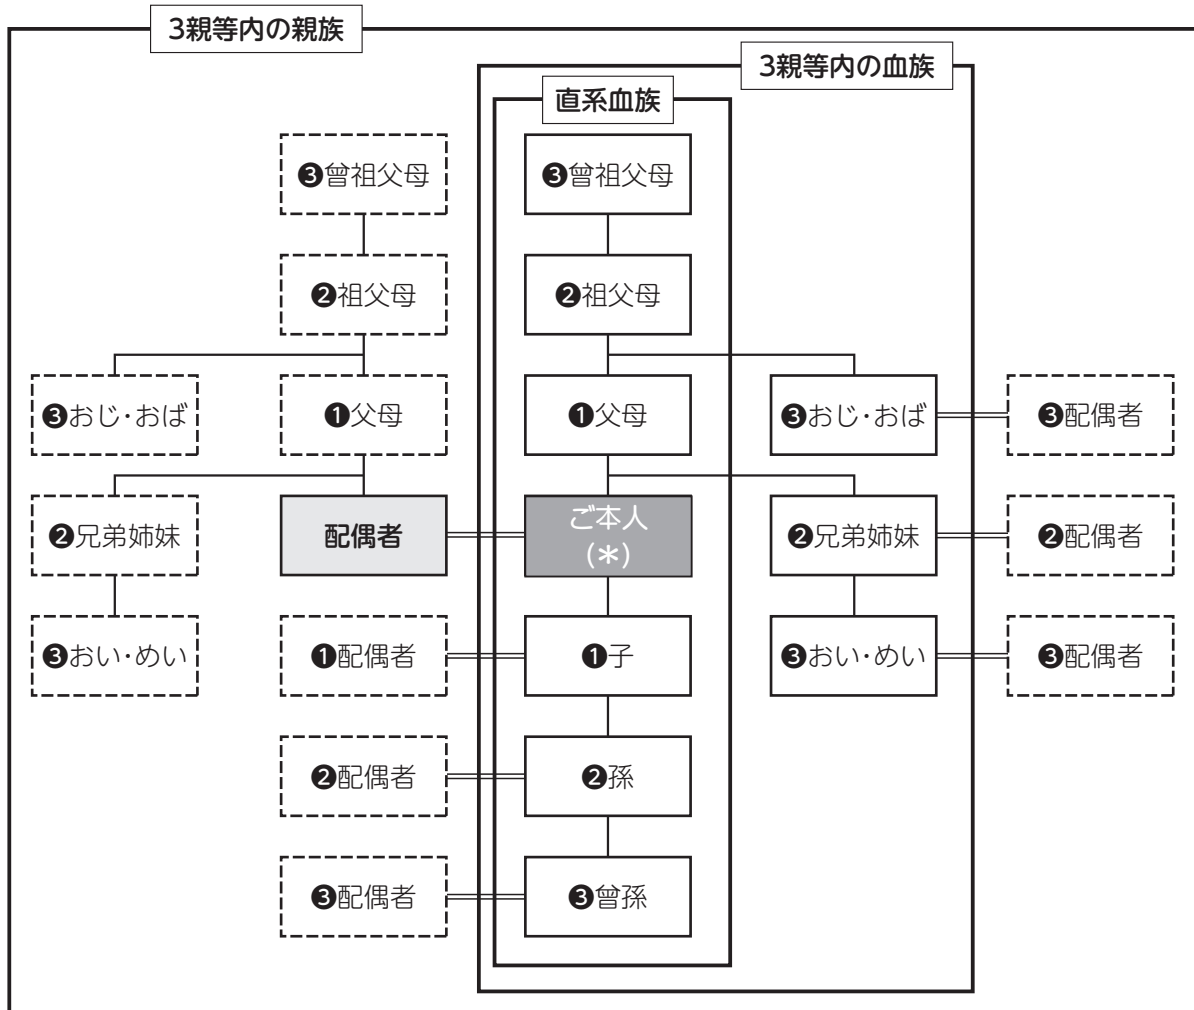 3親等内の親族
3親等内の血族
直系血族
❸曾祖父母
❸曾祖父母
❷祖父母
❷祖父母
❸おじ・おば
❶父母
❶父母
❸おじ・おば
❸配偶者
❷兄弟姉妹
配偶者
ご本人
(＊)
❷兄弟姉妹
❷配偶者
❸おい・めい
❶配偶者
❶子
❸おい・めい
❸配偶者
❷配偶者
❷孫
❸配偶者
❸曾孫